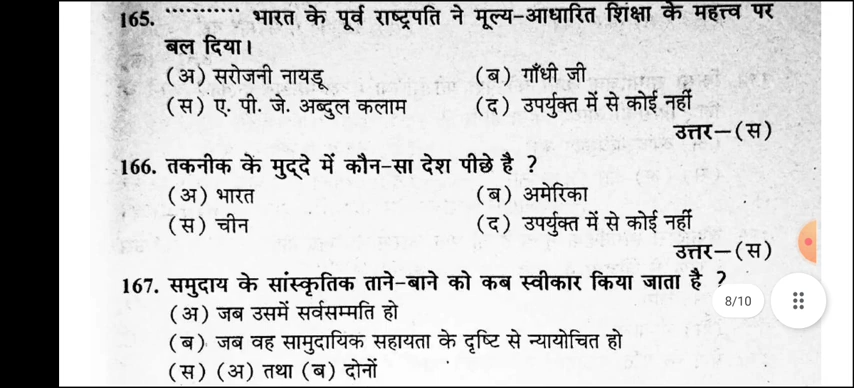 165. ........... भारत के पूर्व राष्ट्रपति ने मूल्य-आधारित शिक्षा के महत्त्व पर
बल दिया।
(अ) सरोजनी नायडू (ब) गाँधी जी
(स) ए. पी. जे. अब्दुल कलाम (द) उपर्युक्त में से कोई नहीं
उत्तर—(स)
166. तकनीक के मुद्दे में कौन-सा देश पीछे है ?
(अ) भारत (ब) अमेरिका
(स) चीन (द) उपर्युक्त में से कोई नहीं
उत्तर—(स)
167. समुदाय के सांस्कृतिक ताने-बाने को कब स्वीकार किया जाता है ?
8/10
(अ) जब उसमें सर्वसम्मति हो
(ब) जब वह सामुदायिक सहायता के दृष्टि से न्यायोचित हो
(स) (अ) तथा (ब) दोनों